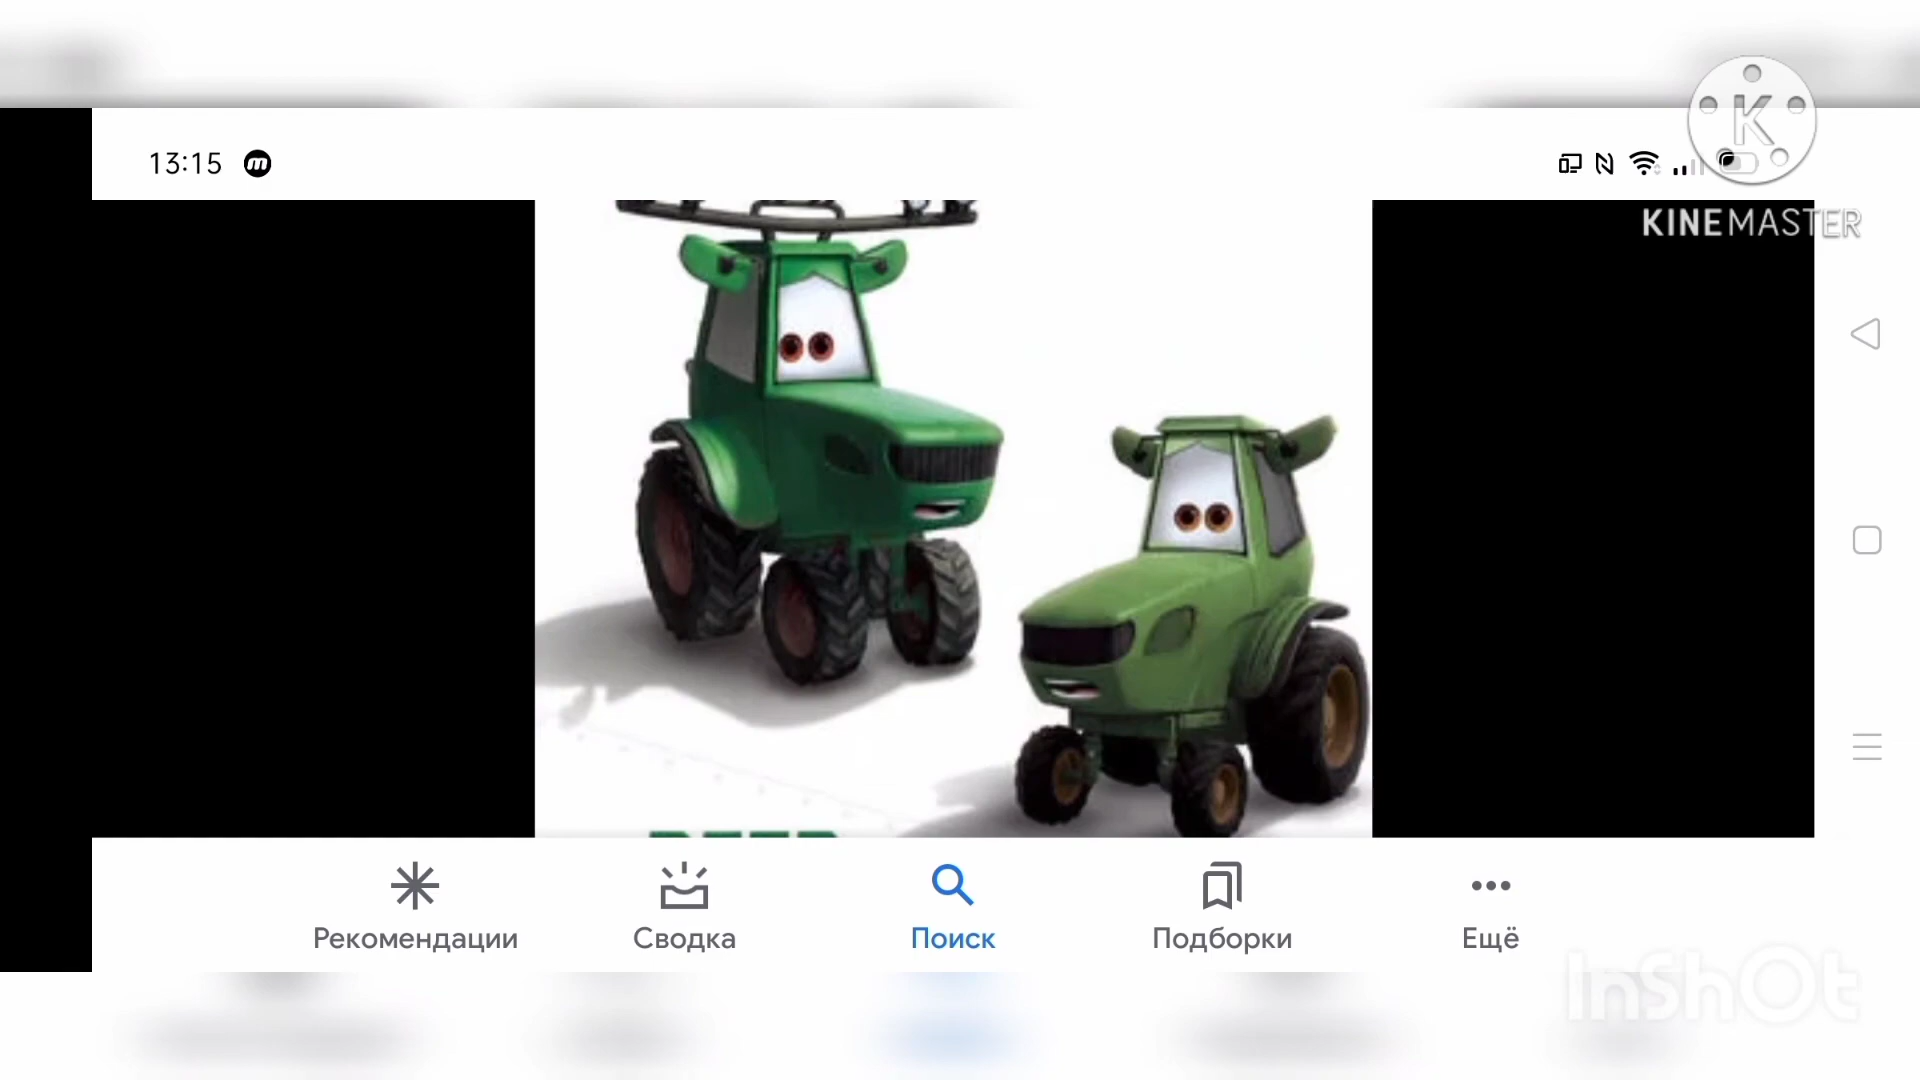 13:15
KINEMASTER
Рекомендации
Сводка
Поиск
Подборки
Ещё
InShOt